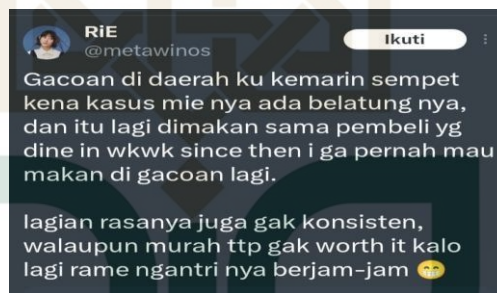 RiE
@metawinos
Ikuti
Gacoan di daerah ku kemarin sempet
kena kasus mie nya ada belatung nya,
dan itu lagi dimakan sama pembeli yg
dine in wkwk since then i ga pernah mau
makan di gacoan lagi.
lagian rasanya juga gak konsisten,
walaupun murah ttp gak worth it kalo
lagi rame ngantri nya berjam-jam 😁